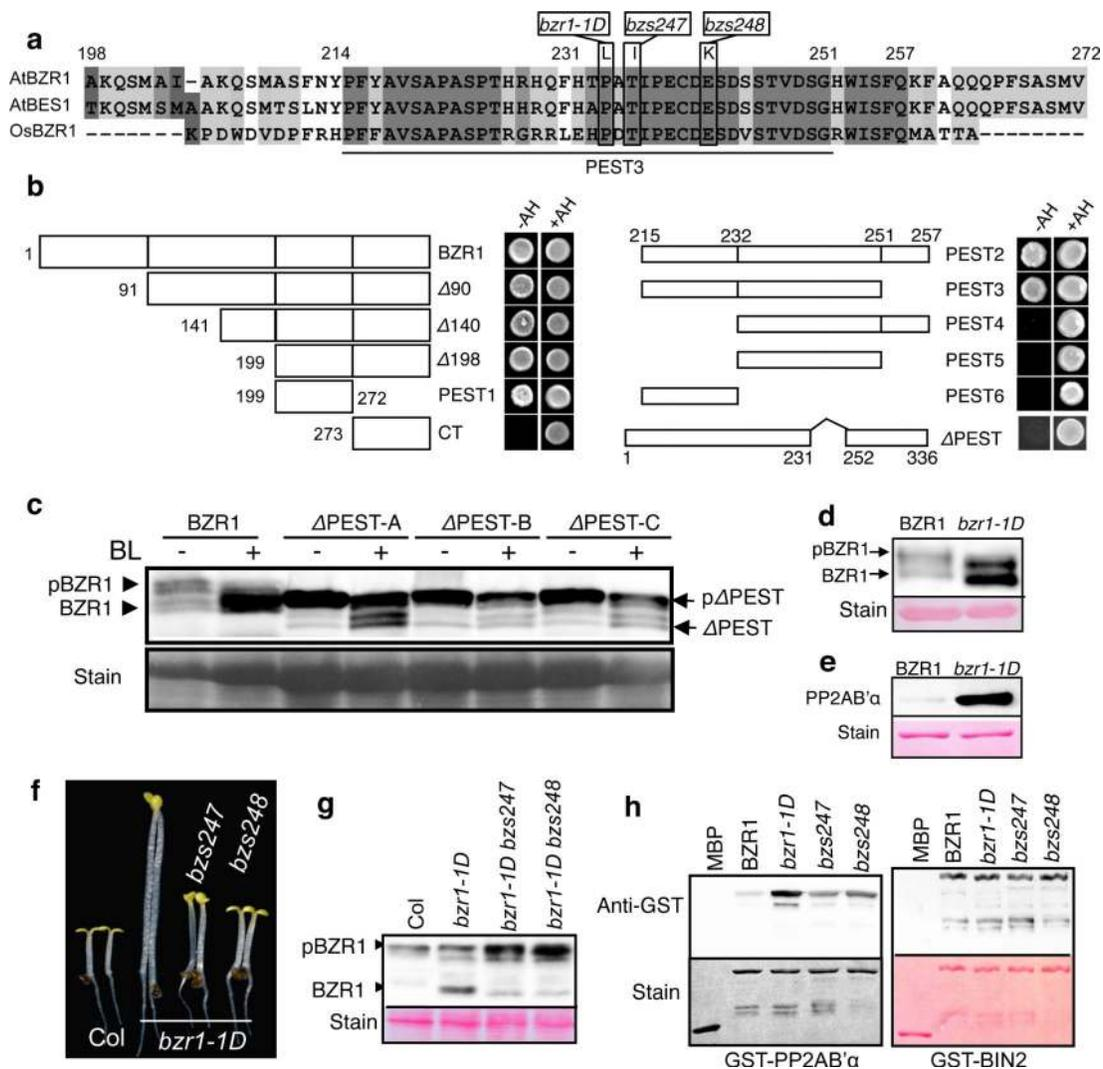 a
bzr1-1D bzs247 bzs248
198 214 231 L I K 251 257 272
AtBZR1 AKQSMAI-AKQSMASFNYPFYAVSAPASPTHRHQFHTPATIPECDESDSSTVDSGHWISFQKFAQQQPFSASMV
AtBES1 TKQSMSMAAKQSMTSLNYPFYAVSAPASPTHHRQFHAPATIPECDESDSSTVDSGHWISFQKFAQQQPFSASMV
OsBZR1 -------KPDWDVDPFRHPFFAVSAPASPTRGRRLEHPDTIPECDESDVSTVDSGRWISFQMATTA-------
PEST3
b
-AH +AH
1 BZR1
91 Δ90
141 Δ140
199 Δ198
199 272 PEST1
273 CT
-AH +AH
215 232 251 257
PEST2
PEST3
PEST4
PEST5
PEST6
ΔPEST
1 231 252 336
c
BZR1 ΔPEST-A ΔPEST-B ΔPEST-C
BL - + - + - + - +
pBZR1
BZR1
pΔPEST
ΔPEST
Stain
d
BZR1 bzr1-1D
pBZR1
BZR1
Stain
e
BZR1 bzr1-1D
PP2AB'α
Stain
f
bzs247
bzs248
Col
bzr1-1D
g
Col
bzr1-1D
bzr1-1D bzs247
bzr1-1D bzs248
pBZR1
BZR1
Stain
h
MBP BZR1 bzr1-1D bzs247 bzs248
MBP BZR1 bzr1-1D bzs247 bzs248
Anti-GST
Stain
GST-PP2AB'α GST-BIN2